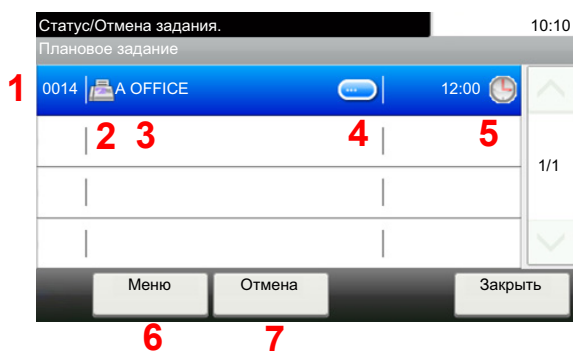 Статус/Отмена задания. 10:10
Плановое задание
1 0014 A OFFICE 12:00
2 3 4 5
1/1
Меню Отмена Закрыть
6 7